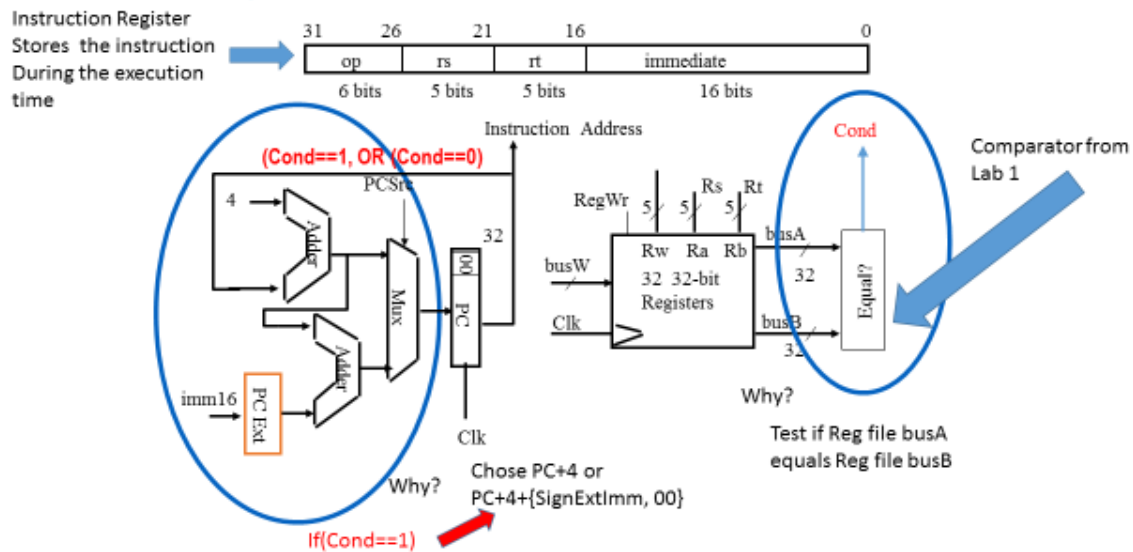 Instruction Register
Stores the instruction
During the execution
time
31 26 21 16 0
op rs rt immediate
6 bits 5 bits 5 bits 16 bits
Instruction Address
Cond
Comparator from
Lab 1
(Cond==1, OR (Cond==0)
PCSrc
4
Adder
32
00
PC
Mux
Adder
imm16
PC Ext
Clk
RegWr
Rs Rt
5 5 5
busA
Rw Ra Rb
32
busW
32 32-bit
Registers
Equal?
Clk
busB
32
Why?
Test if Reg file busA
equals Reg file busB
Why?
Chose PC+4 or
PC+4+{SignExtImm, 00}
If(Cond==1)